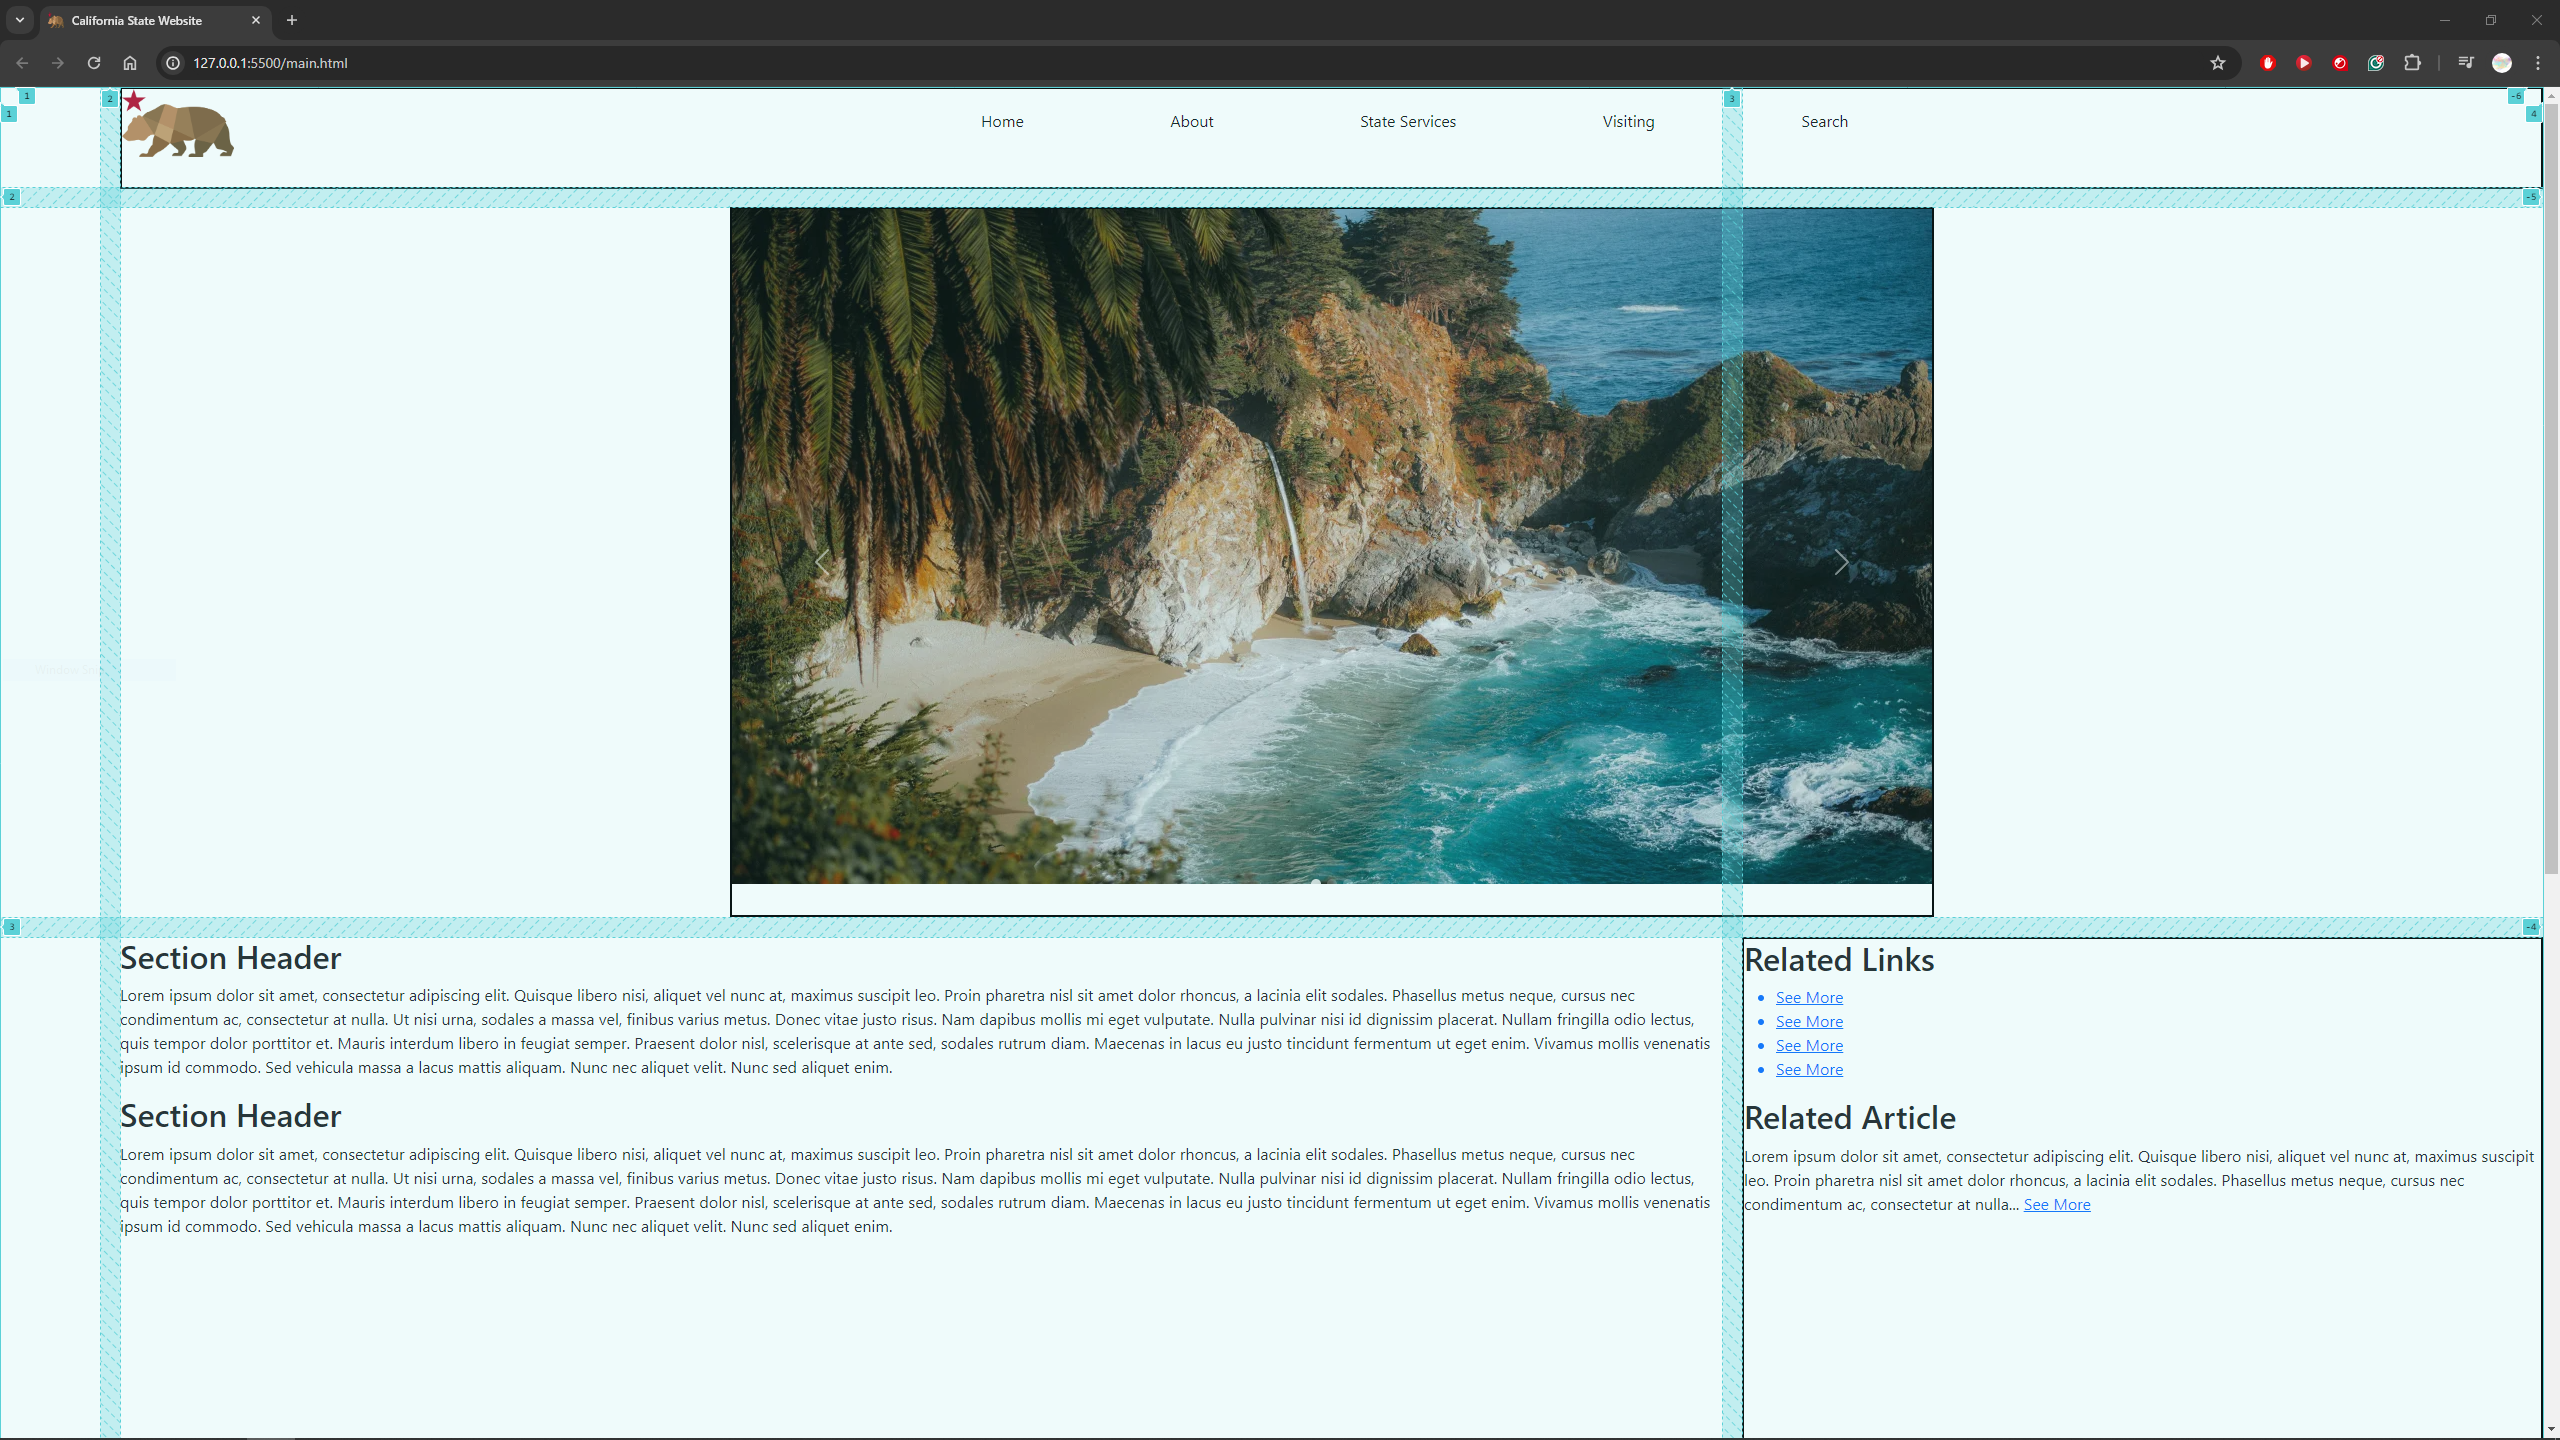 California State Website
127.0.0.1:5500/main.html
1 2 3 -6
1 4
Home About State Services Visiting Search
2 -5
3 -4
Section Header
Lorem ipsum dolor sit amet, consectetur adipiscing elit. Quisque libero nisi, aliquet vel nunc at, maximus suscipit leo. Proin pharetra nisl sit amet dolor rhoncus, a lacinia elit sodales. Phasellus metus neque, cursus nec
condimentum ac, consectetur at nulla. Ut nisi urna, sodales a massa vel, finibus varius metus. Donec vitae justo risus. Nam dapibus mollis mi eget vulputate. Nulla pulvinar nisi id dignissim placerat. Nullam fringilla odio lectus,
quis tempor dolor porttitor et. Mauris interdum libero in feugiat semper. Praesent dolor nisl, scelerisque at ante sed, sodales rutrum diam. Maecenas in lacus eu justo tincidunt fermentum ut eget enim. Vivamus mollis venenatis
ipsum id commodo. Sed vehicula massa a lacus mattis aliquam. Nunc nec aliquet velit. Nunc sed aliquet enim.
Section Header
Lorem ipsum dolor sit amet, consectetur adipiscing elit. Quisque libero nisi, aliquet vel nunc at, maximus suscipit leo. Proin pharetra nisl sit amet dolor rhoncus, a lacinia elit sodales. Phasellus metus neque, cursus nec
condimentum ac, consectetur at nulla. Ut nisi urna, sodales a massa vel, finibus varius metus. Donec vitae justo risus. Nam dapibus mollis mi eget vulputate. Nulla pulvinar nisi id dignissim placerat. Nullam fringilla odio lectus,
quis tempor dolor porttitor et. Mauris interdum libero in feugiat semper. Praesent dolor nisl, scelerisque at ante sed, sodales rutrum diam. Maecenas in lacus eu justo tincidunt fermentum ut eget enim. Vivamus mollis venenatis
ipsum id commodo. Sed vehicula massa a lacus mattis aliquam. Nunc nec aliquet velit. Nunc sed aliquet enim.
Related Links
See More
See More
See More
See More
Related Article
Lorem ipsum dolor sit amet, consectetur adipiscing elit. Quisque libero nisi, aliquet vel nunc at, maximus suscipit
leo. Proin pharetra nisl sit amet dolor rhoncus, a lacinia elit sodales. Phasellus metus neque, cursus nec
condimentum ac, consectetur at nulla... See More